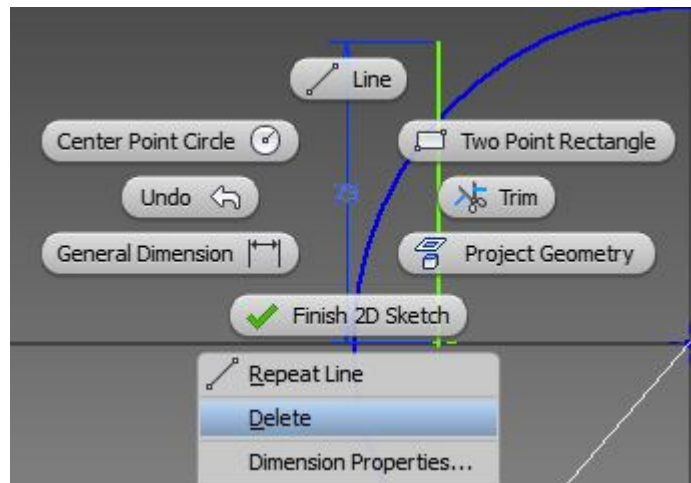 Line
Center Point Circle
Two Point Rectangle
Undo
Trim
General Dimension
Project Geometry
Finish 2D Sketch
Repeat Line
Delete
Dimension Properties...